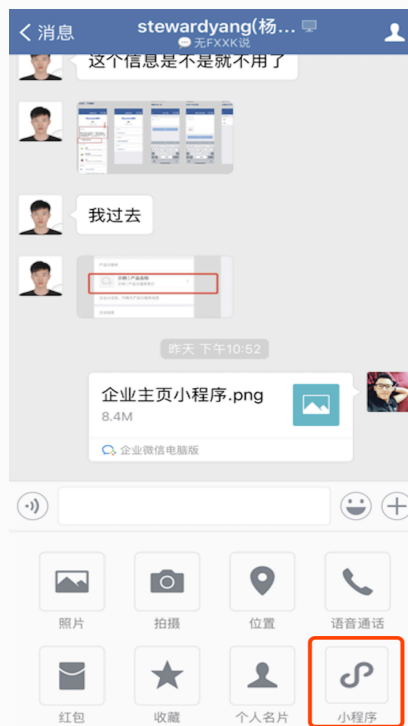 消息
stewardyang(杨...
无FXXK说
这个信息是不是就不用了
我过去
昨天 下午10:52
企业主页小程序.png
8.4M
企业微信电脑版
照片
拍摄
位置
语音通话
红包
收藏
个人名片
小程序